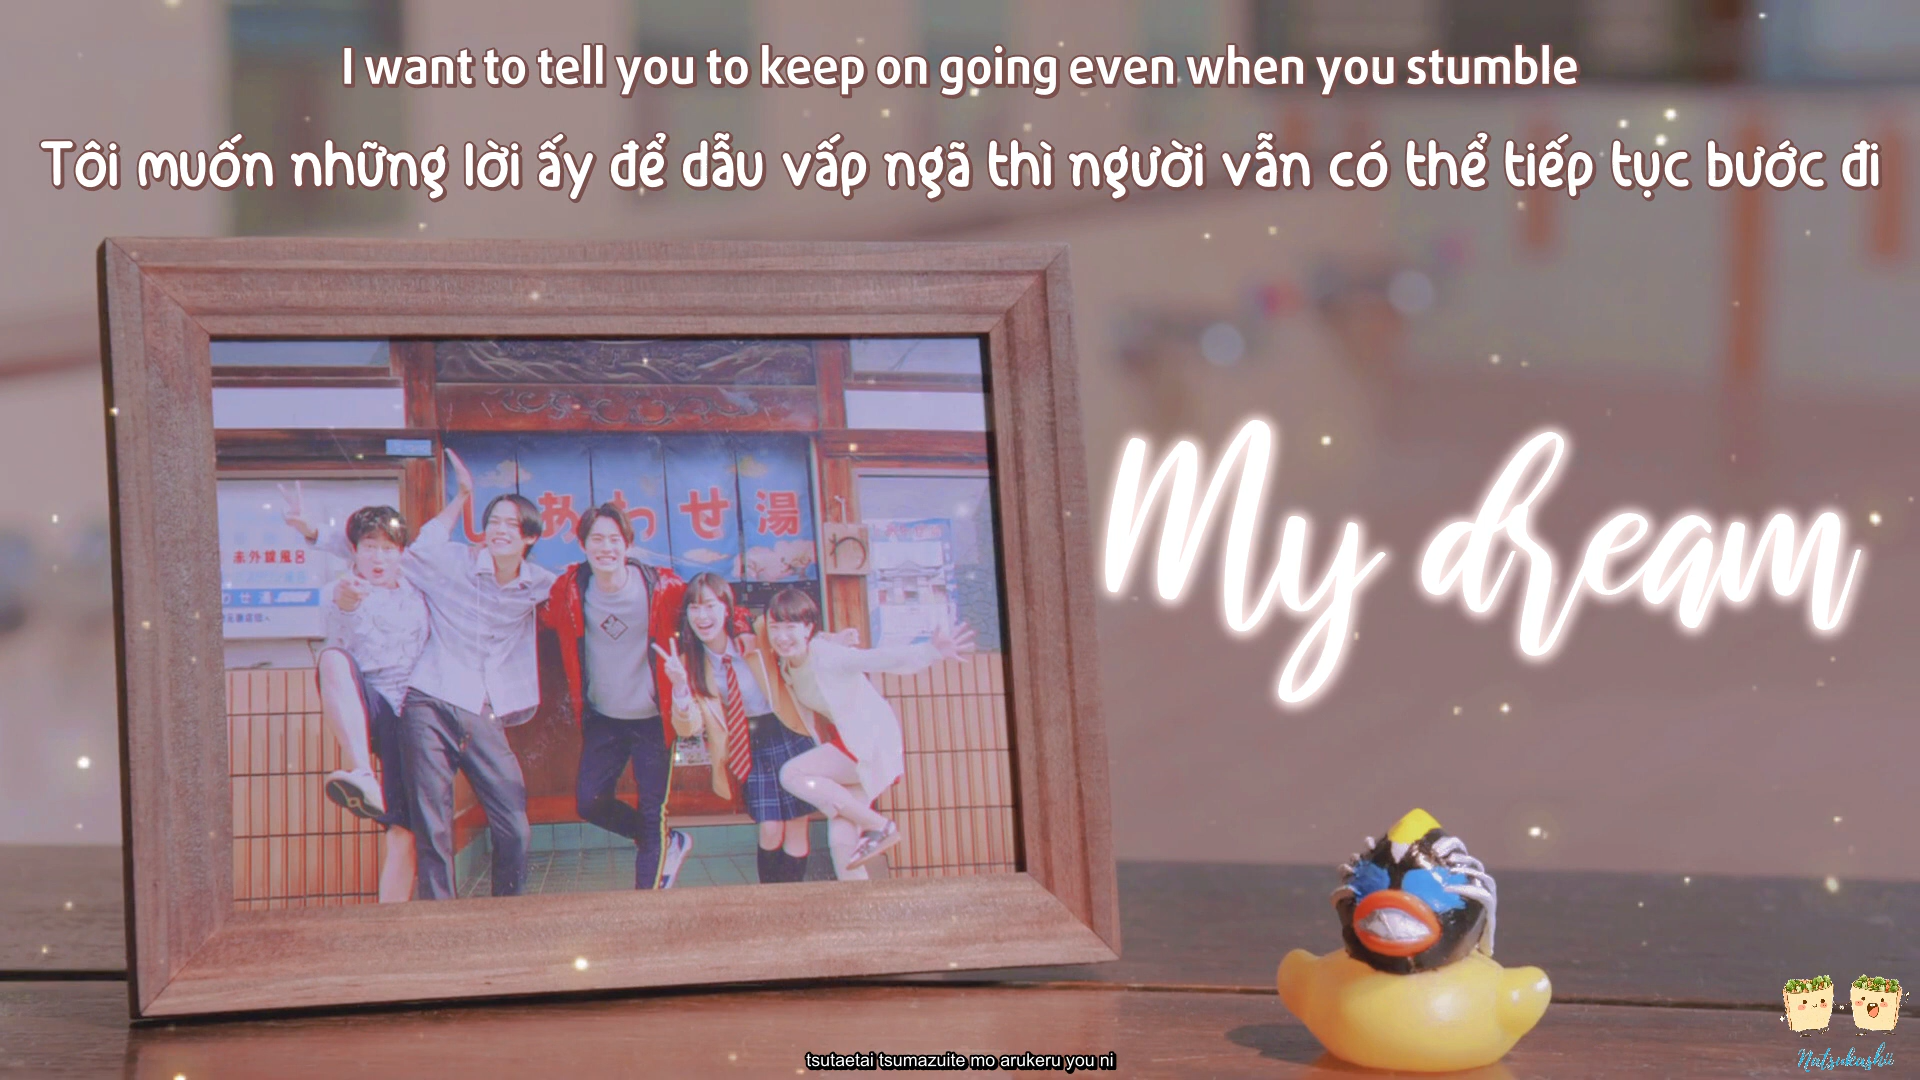 I want to tell you to keep on going even when you stumble
Tôi muốn những lời ấy để dẫu vấp ngã thì người vẫn có thể tiếp tục bước đi
しあわせ湯
My dream
tsutaetai tsumazuite mo arukeru you ni
Natsukashii